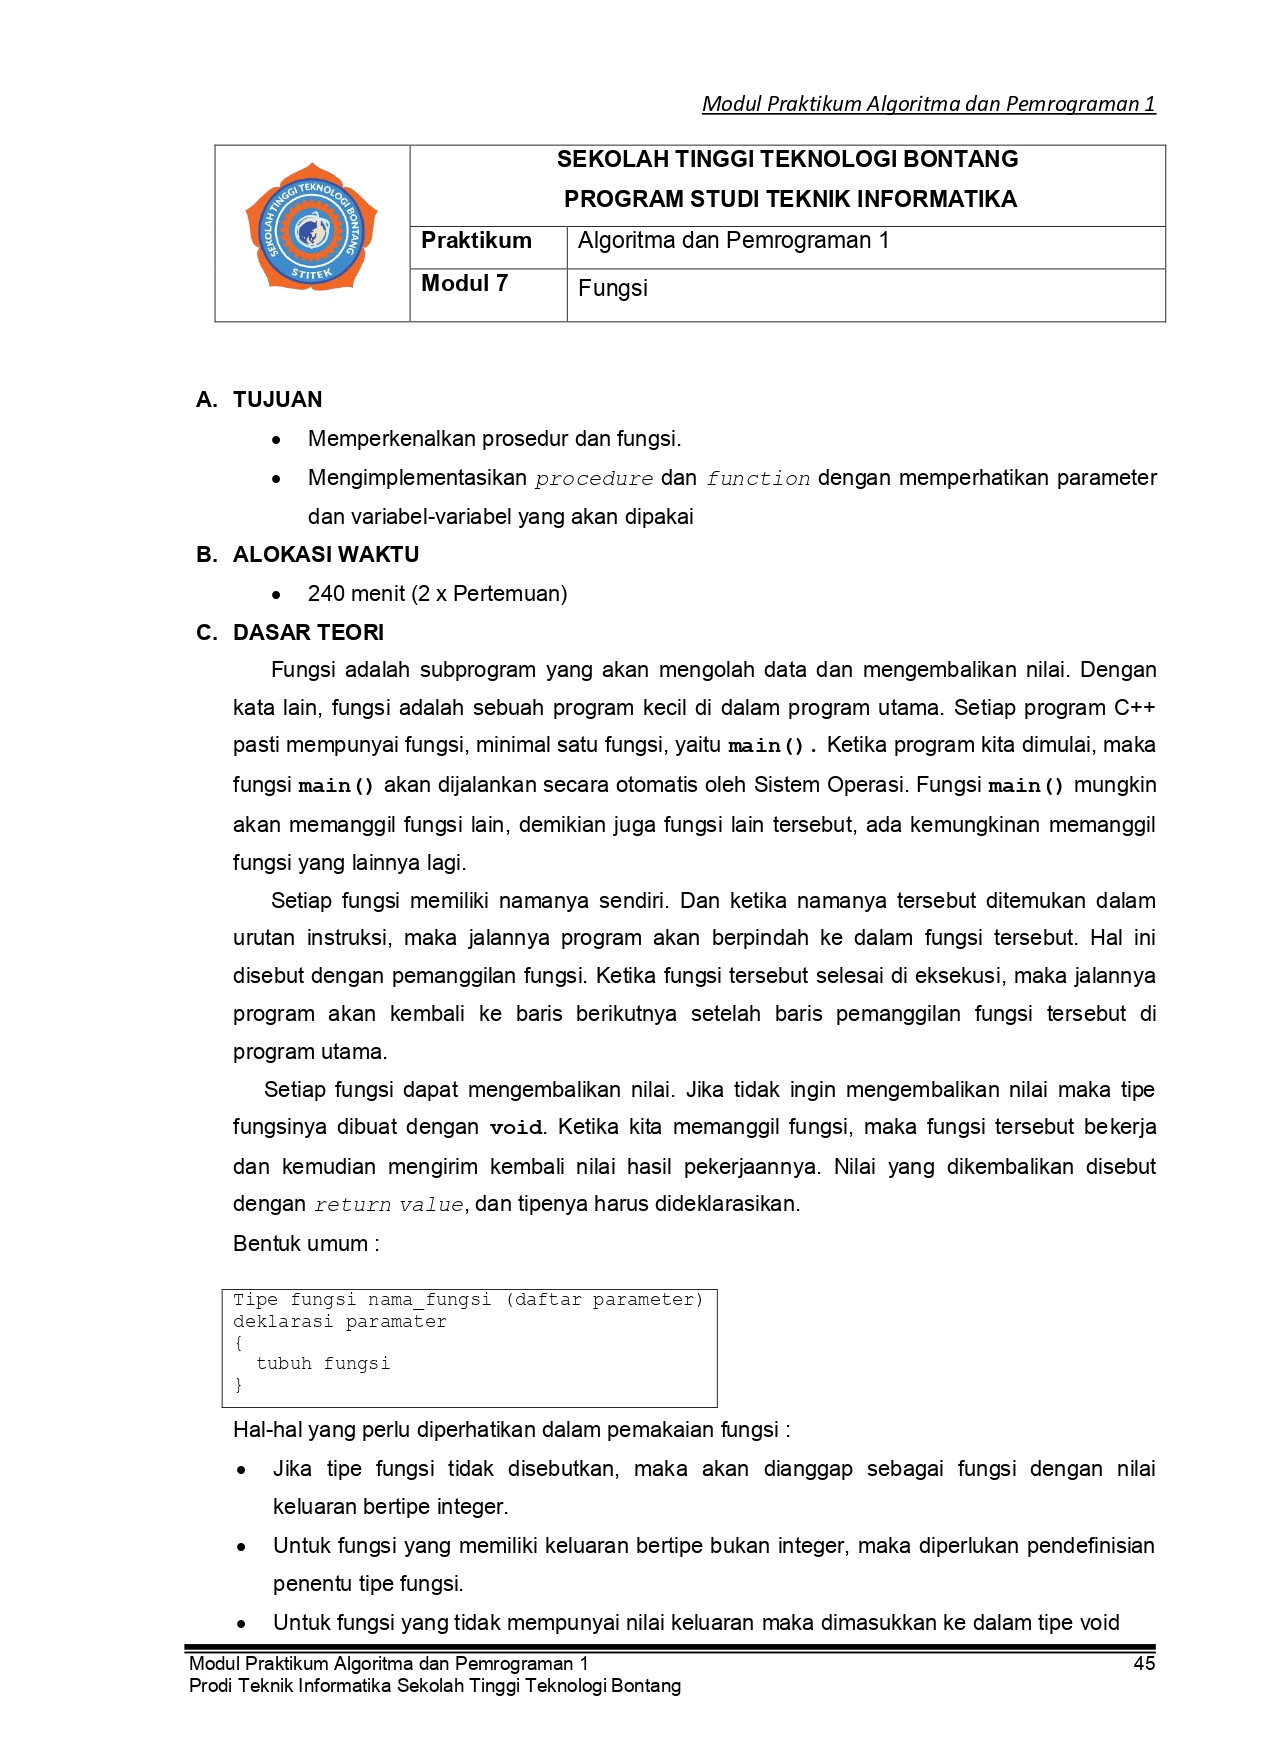 Modul Praktikum Algoritma dan Pemrograman 1
SEKOLAH TINGGI TEKNOLOGI BONTANG
STITEK
SEKOLAH TINGGI TEKNOLOGI BONTANG
PROGRAM STUDI TEKNIK INFORMATIKA
Praktikum
Algoritma dan Pemrograman 1
Modul 7
Fungsi
A. TUJUAN
• Memperkenalkan prosedur dan fungsi.
• Mengimplementasikan procedure dan function dengan memperhatikan parameter
dan variabel-variabel yang akan dipakai
B. ALOKASI WAKTU
• 240 menit (2 x Pertemuan)
C. DASAR TEORI
Fungsi adalah subprogram yang akan mengolah data dan mengembalikan nilai. Dengan
kata lain, fungsi adalah sebuah program kecil di dalam program utama. Setiap program C++
pasti mempunyai fungsi, minimal satu fungsi, yaitu main(). Ketika program kita dimulai, maka
fungsi main() akan dijalankan secara otomatis oleh Sistem Operasi. Fungsi main() mungkin
akan memanggil fungsi lain, demikian juga fungsi lain tersebut, ada kemungkinan memanggil
fungsi yang lainnya lagi.
Setiap fungsi memiliki namanya sendiri. Dan ketika namanya tersebut ditemukan dalam
urutan instruksi, maka jalannya program akan berpindah ke dalam fungsi tersebut. Hal ini
disebut dengan pemanggilan fungsi. Ketika fungsi tersebut selesai di eksekusi, maka jalannya
program akan kembali ke baris berikutnya setelah baris pemanggilan fungsi tersebut di
program utama.
Setiap fungsi dapat mengembalikan nilai. Jika tidak ingin mengembalikan nilai maka tipe
fungsinya dibuat dengan void. Ketika kita memanggil fungsi, maka fungsi tersebut bekerja
dan kemudian mengirim kembali nilai hasil pekerjaannya. Nilai yang dikembalikan disebut
dengan return value, dan tipenya harus dideklarasikan.
Bentuk umum :
Tipe fungsi nama_fungsi (daftar parameter)
deklarasi paramater
{
tubuh fungsi
}
Hal-hal yang perlu diperhatikan dalam pemakaian fungsi :
• Jika tipe fungsi tidak disebutkan, maka akan dianggap sebagai fungsi dengan nilai
keluaran bertipe integer.
• Untuk fungsi yang memiliki keluaran bertipe bukan integer, maka diperlukan pendefinisian
penentu tipe fungsi.
• Untuk fungsi yang tidak mempunyai nilai keluaran maka dimasukkan ke dalam tipe void
Modul Praktikum Algoritma dan Pemrograman 1 45
Prodi Teknik Informatika Sekolah Tinggi Teknologi Bontang